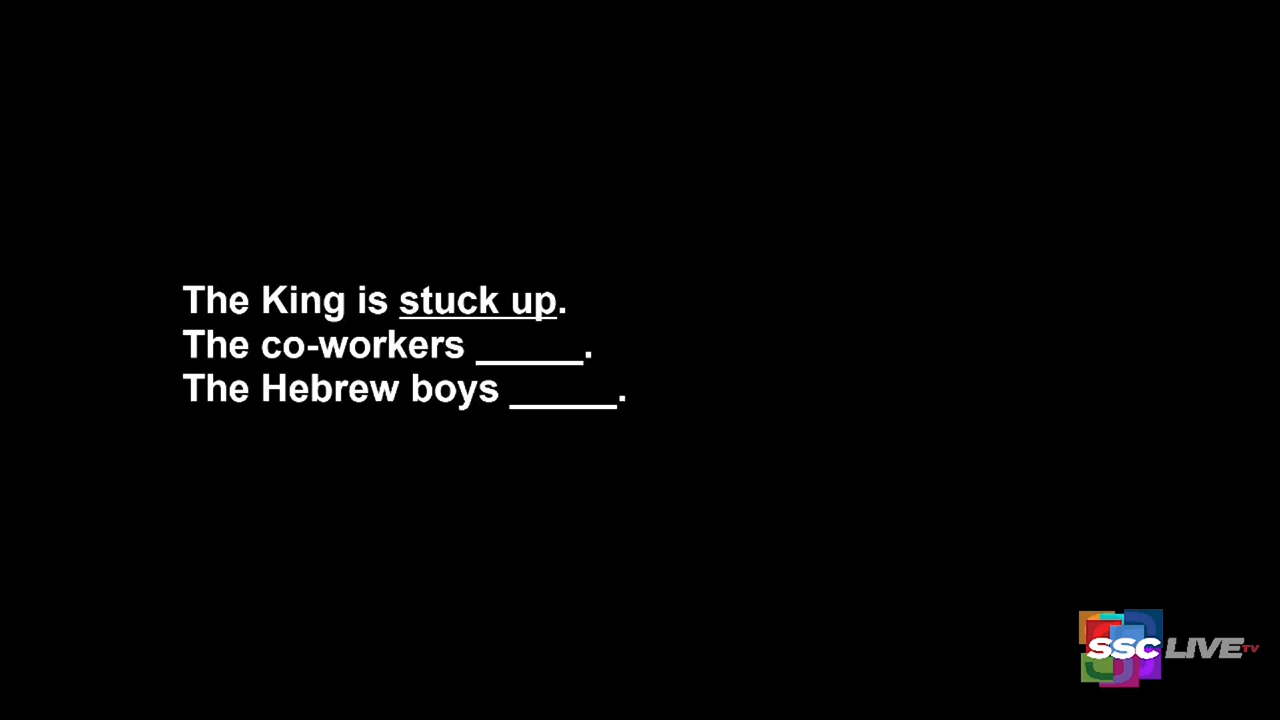 The King is stuck up.
The co-workers _____.
The Hebrew boys _____.
SSC LIVE TV